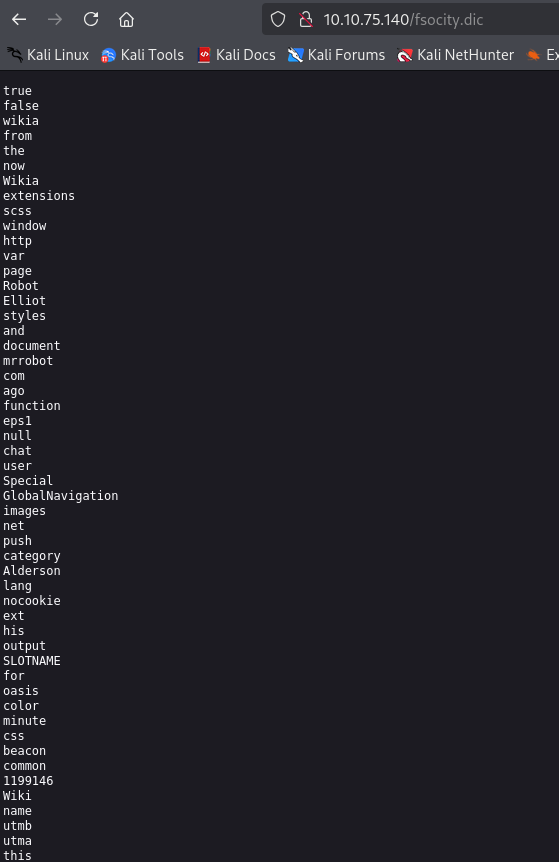 10.10.75.140/fsocity.dic
Kali Linux Kali Tools Kali Docs Kali Forums Kali NetHunter Ex
true
false
wikia
from
the
now
Wikia
extensions
scss
window
http
var
page
Robot
Elliot
styles
and
document
mrrobot
com
ago
function
eps1
null
chat
user
Special
GlobalNavigation
images
net
push
category
Alderson
lang
nocookie
ext
his
output
SLOTNAME
for
oasis
color
minute
css
beacon
common
1199146
Wiki
name
utmb
utma
this